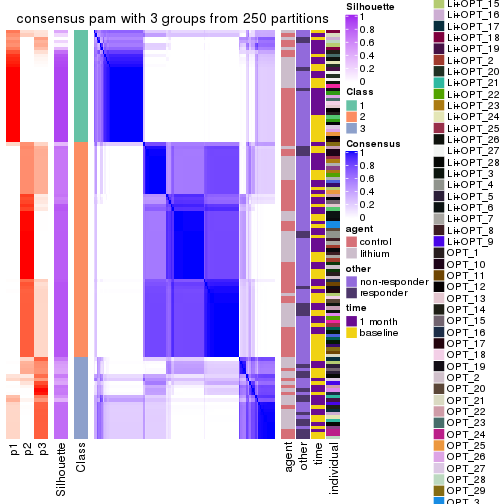 consensus pam with 3 groups from 250 partitions
p1
p2
p3
Silhouette
Class
agent
other
time
individual
Silhouette
1
0.8
0.6
0.4
0.2
0
Class
1
2
3
Consensus
1
0.8
0.6
0.4
0.2
0
agent
control
lithium
other
non-responder
responder
time
1 month
baseline
Li+OPT_15
Li+OPT_16
Li+OPT_17
Li+OPT_18
Li+OPT_19
Li+OPT_2
Li+OPT_20
Li+OPT_21
Li+OPT_22
Li+OPT_23
Li+OPT_24
Li+OPT_25
Li+OPT_26
Li+OPT_27
Li+OPT_28
Li+OPT_3
Li+OPT_4
Li+OPT_5
Li+OPT_6
Li+OPT_7
Li+OPT_8
Li+OPT_9
OPT_1
OPT_10
OPT_11
OPT_12
OPT_13
OPT_14
OPT_15
OPT_16
OPT_17
OPT_18
OPT_19
OPT_2
OPT_20
OPT_21
OPT_22
OPT_23
OPT_24
OPT_25
OPT_26
OPT_27
OPT_28
OPT_29
OPT_3